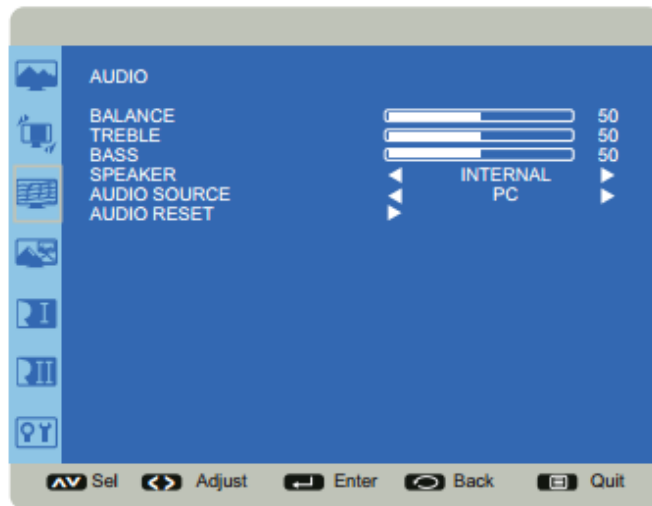 AUDIO
BALANCE 50
TREBLE 50
BASS 50
SPEAKER INTERNAL
AUDIO SOURCE PC
AUDIO RESET
Sel Adjust Enter Back Quit